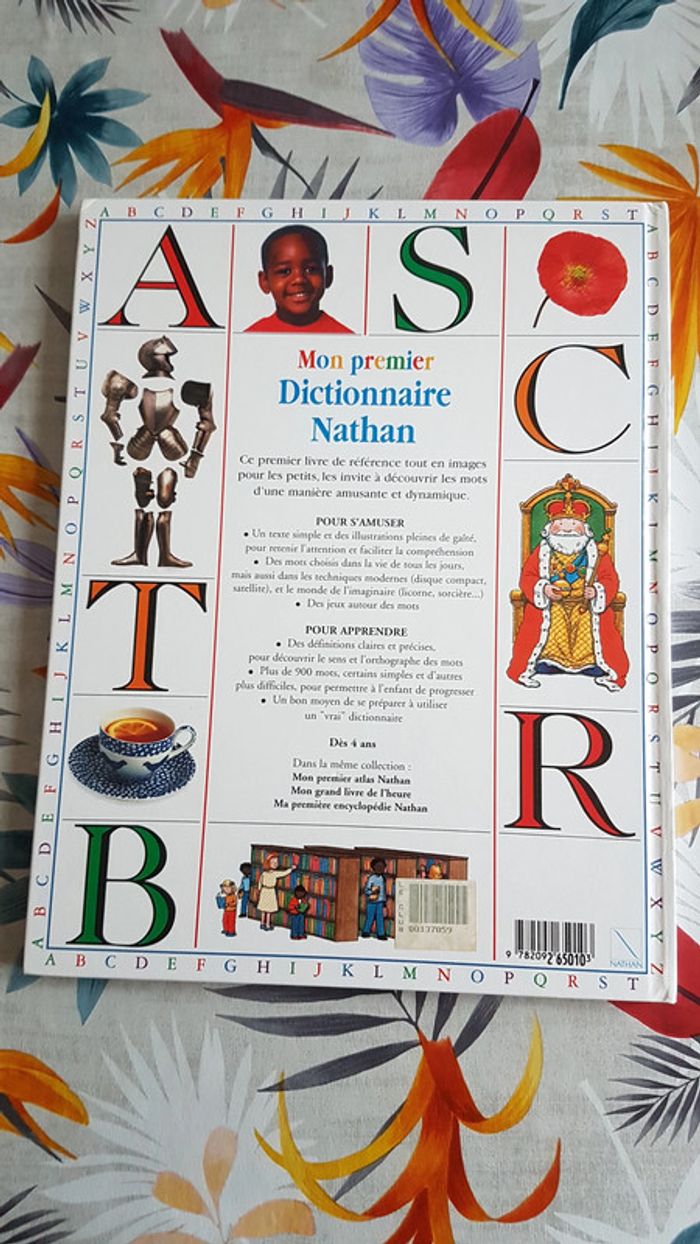 A B C D E F G H I J K L M N O P Q R S T
A
S
C
T
B
R
Mon premier
Dictionnaire
Nathan
Ce premier livre de référence tout en images
pour les petits, les invite à découvrir les mots
d'une manière amusante et dynamique.
POUR S'AMUSER
• Un texte simple et des illustrations pleines de gaîté,
pour retenir l'attention et faciliter la compréhension
• Des mots choisis dans la vie de tous les jours,
mais aussi dans les techniques modernes (disque compact,
satellite), et le monde de l'imaginaire (licorne, sorcière...)
• Des jeux autour des mots
POUR APPRENDRE
• Des définitions claires et précises,
pour découvrir le sens et l'orthographe des mots
• Plus de 900 mots, certains simples et d'autres
plus difficiles, pour permettre à l'enfant de progresser
• Un bon moyen de se préparer à utiliser
un "vrai" dictionnaire
Dès 4 ans
Dans la même collection :
Mon premier atlas Nathan
Mon grand livre de l'heure
Ma première encyclopédie Nathan
LE CLUB
00137059
9 782092 650103
NATHAN
A B C D E F G H I J K L M N O P Q R S T U V W X Y Z
A B C D E F G H I J K L M N O P Q R S T U V W X Y Z
A B C D E F G H I J K L M N O P Q R S T